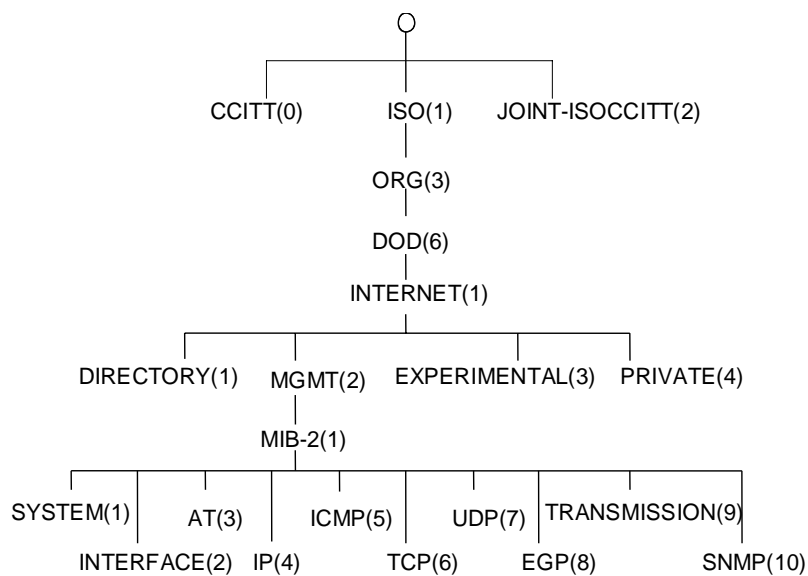 CCITT(0) ISO(1) JOINT-ISOCCITT(2)
ORG(3)
DOD(6)
INTERNET(1)
DIRECTORY(1) MGMT(2) EXPERIMENTAL(3) PRIVATE(4)
MIB-2(1)
SYSTEM(1) AT(3) ICMP(5) UDP(7) TRANSMISSION(9)
INTERFACE(2) IP(4) TCP(6) EGP(8) SNMP(10)